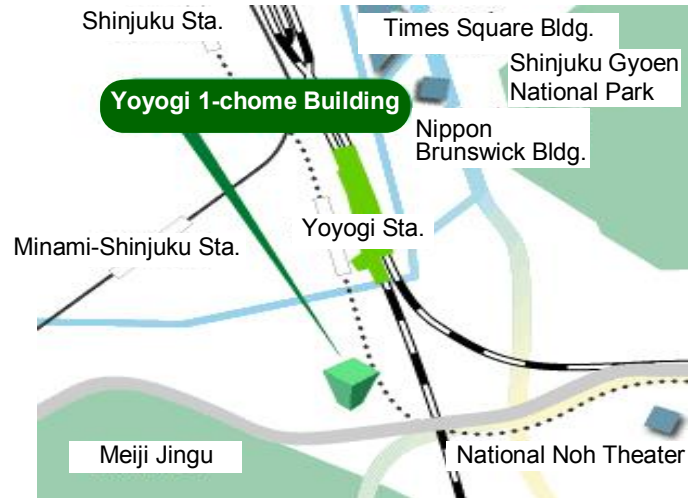 Shinjuku Sta.
Times Square Bldg.
Shinjuku Gyoen
National Park
Yoyogi 1-chome Building
Nippon
Brunswick Bldg.
Yoyogi Sta.
Minami-Shinjuku Sta.
Meiji Jingu
National Noh Theater